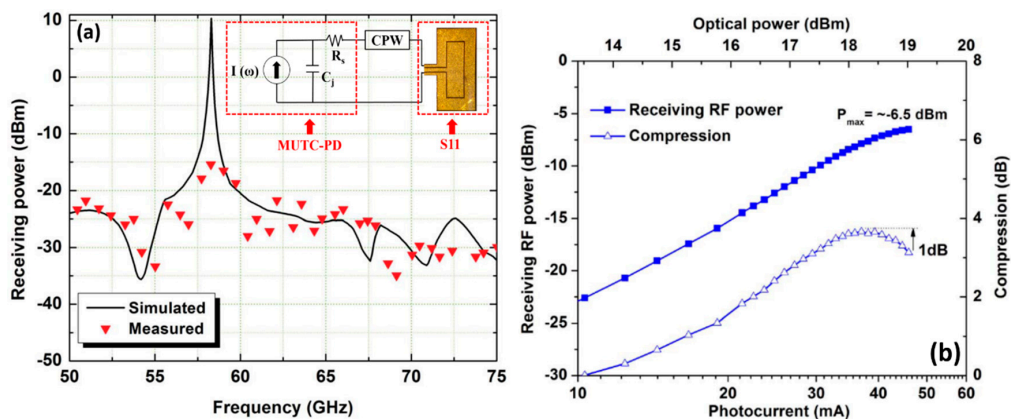 (a)
10
0
-10
-20
-30
-40
-50
Receiving power (dBm)
50 55 60 65 70 75
Frequency (GHz)
I (ω)
Cj
Rs
CPW
MUTC-PD
S11
Simulated
Measured
Optical power (dBm)
14 15 16 17 18 19 20
0
-5
-10
-15
-20
-25
-30
Receiving RF power (dBm)
Receiving RF power
Compression
Pmax = ~-6.5 dBm
1dB
8
6
4
2
0
Compression (dB)
(b)
10 20 30 40 50 60
Photocurrent (mA)